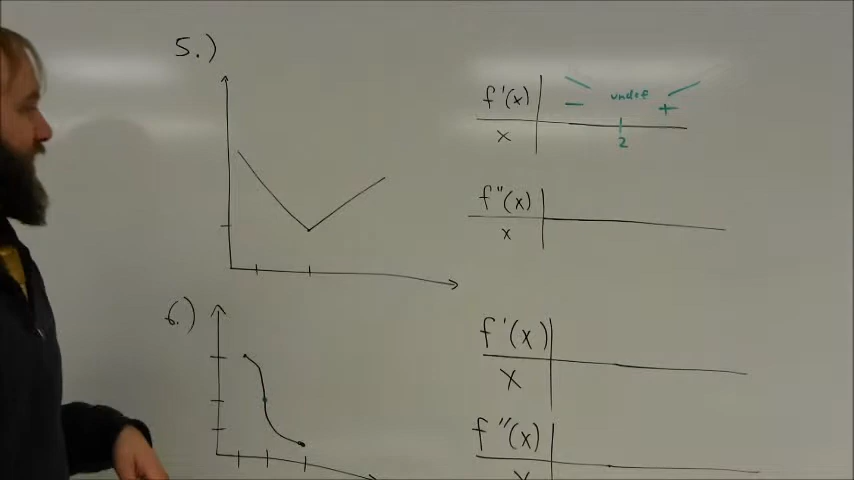 5.)
f'(x) − undef +
x 2
f"(x)
x
6.)
f'(x)
x
f"(x)
x